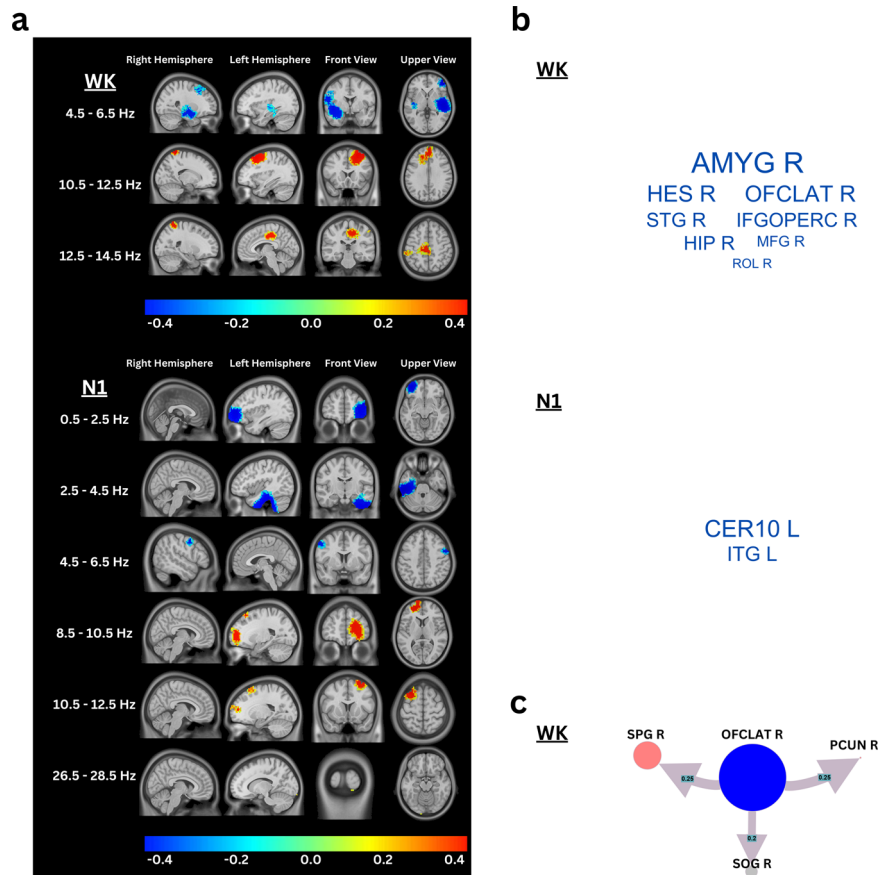 a
Right Hemisphere Left Hemisphere Front View Upper View
WK
4.5 - 6.5 Hz
10.5 - 12.5 Hz
12.5 - 14.5 Hz
-0.4 -0.2 0.0 0.2 0.4
Right Hemisphere Left Hemisphere Front View Upper View
N1
0.5 - 2.5 Hz
2.5 - 4.5 Hz
4.5 - 6.5 Hz
8.5 - 10.5 Hz
10.5 - 12.5 Hz
26.5 - 28.5 Hz
-0.4 -0.2 0.0 0.2 0.4
b
WK
AMYG R
HES R OFCLAT R
STG R IFGOPERC R
HIP R MFG R
ROL R
N1
CER10 L
ITG L
c
WK
SPG R OFCLAT R PCUN R
0.25 0.25
0.2
SOG R